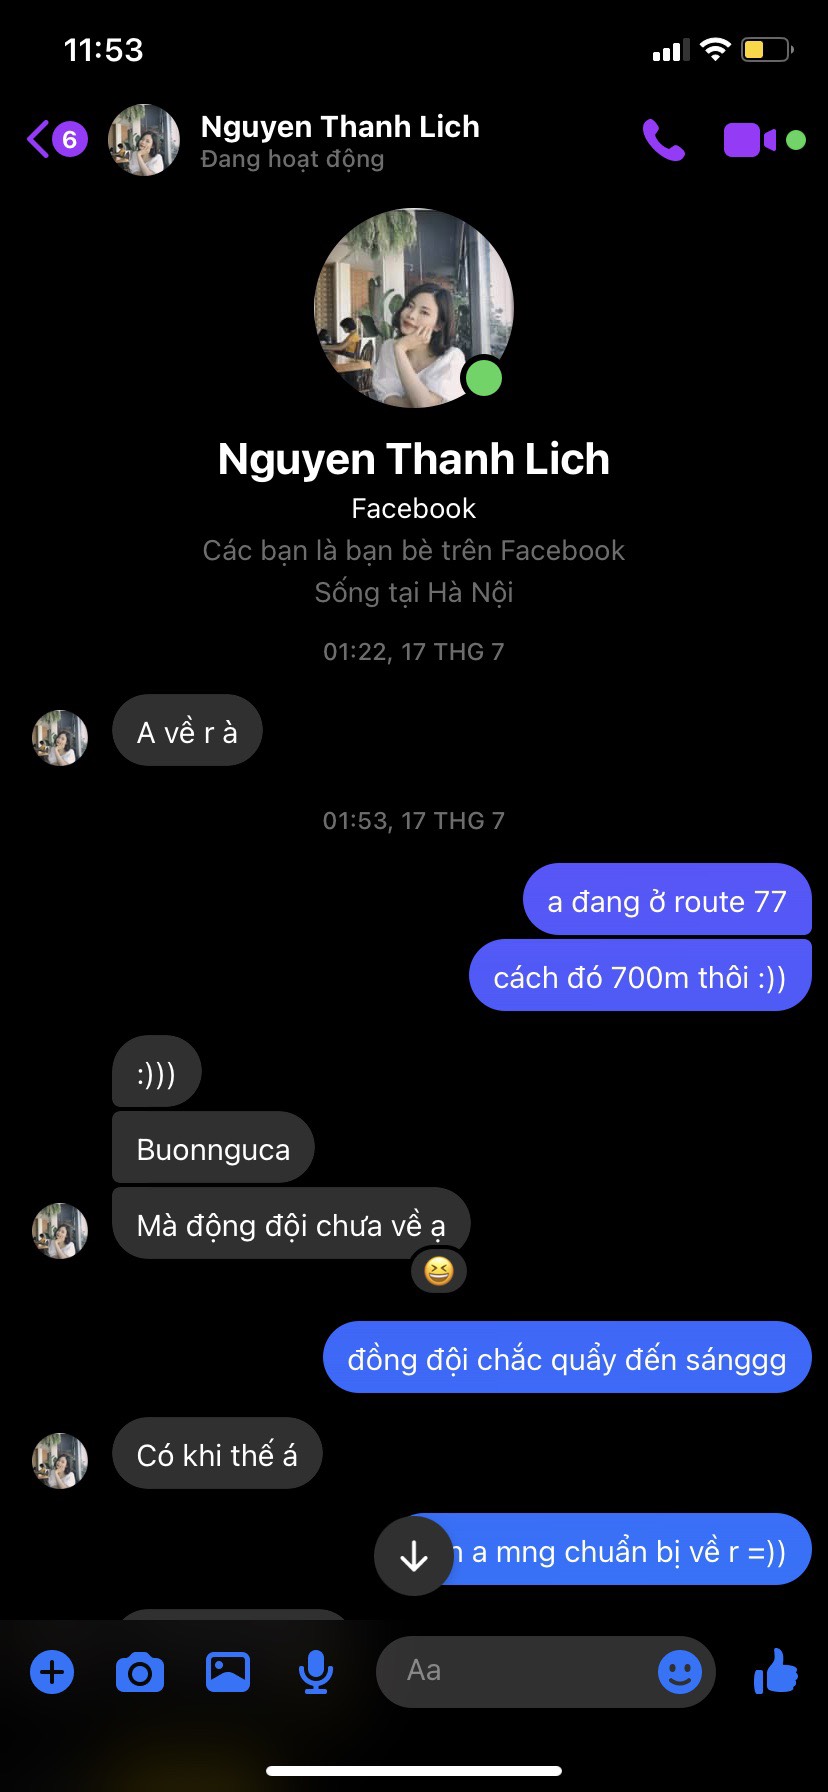 11:53
6
Nguyen Thanh Lich
Đang hoạt động
Nguyen Thanh Lich
Facebook
Các bạn là bạn bè trên Facebook
Sống tại Hà Nội
01:22, 17 THG 7
A về r à
01:53, 17 THG 7
a đang ở route 77
cách đó 700m thôi :))
:)))
Buonnguca
Mà động đội chưa về ạ
đồng đội chắc quẩy đến sánggg
Có khi thế á
a mng chuẩn bị về r =))
Aa